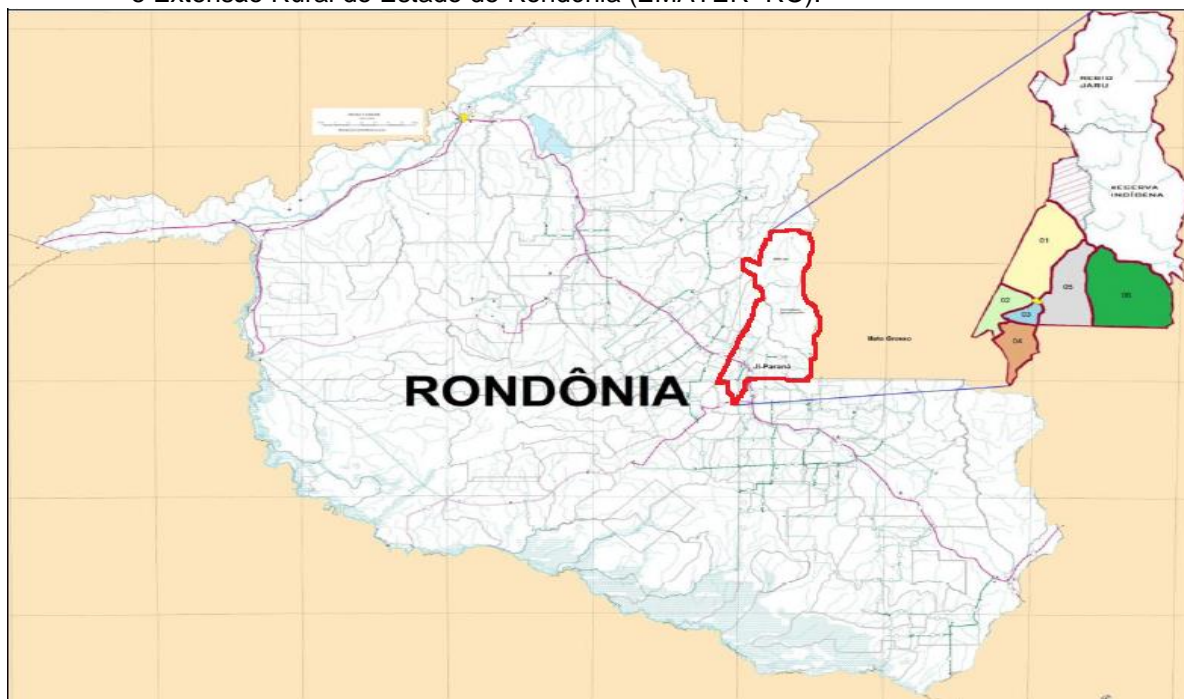 e Extensão Rural do Estado de Rondônia (EMATER- RO).
REBIO
JARU
RESERVA
INDÍGENA
01
02
03
04
05
06
Mato Grosso
Ji-Paraná
RONDÔNIA